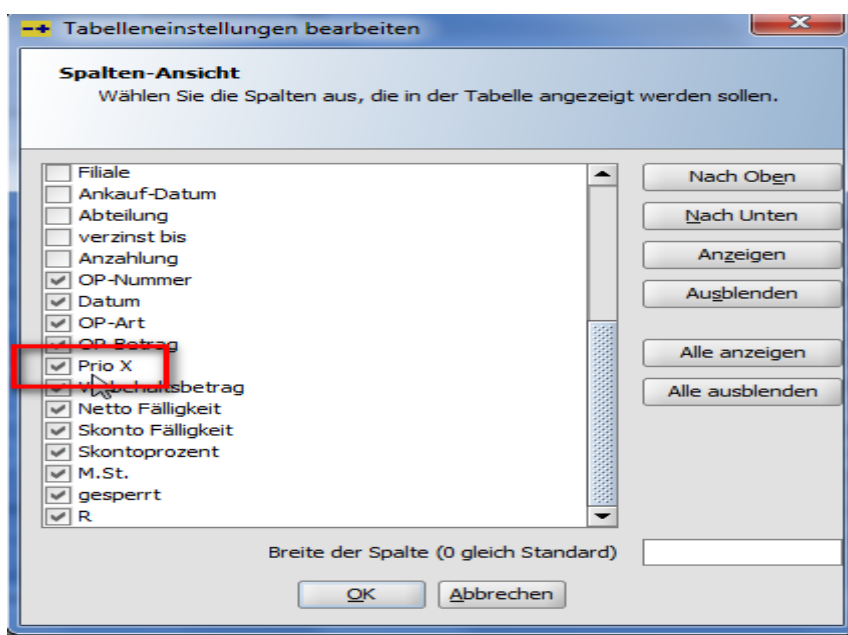 Tabelleneinstellungen bearbeiten
Spalten-Ansicht
Wählen Sie die Spalten aus, die in der Tabelle angezeigt werden sollen.
Filiale
Ankauf-Datum
Abteilung
verzinst bis
Anzahlung
OP-Nummer
Datum
OP-Art
OP-Betrag
Prio X
Netto Fälligkeit
Skonto Fälligkeit
Skontoprozent
M.St.
gesperrt
R
Nach Oben
Nach Unten
Anzeigen
Ausblenden
Alle anzeigen
Alle ausblenden
Breite der Spalte (0 gleich Standard)
OK
Abbrechen